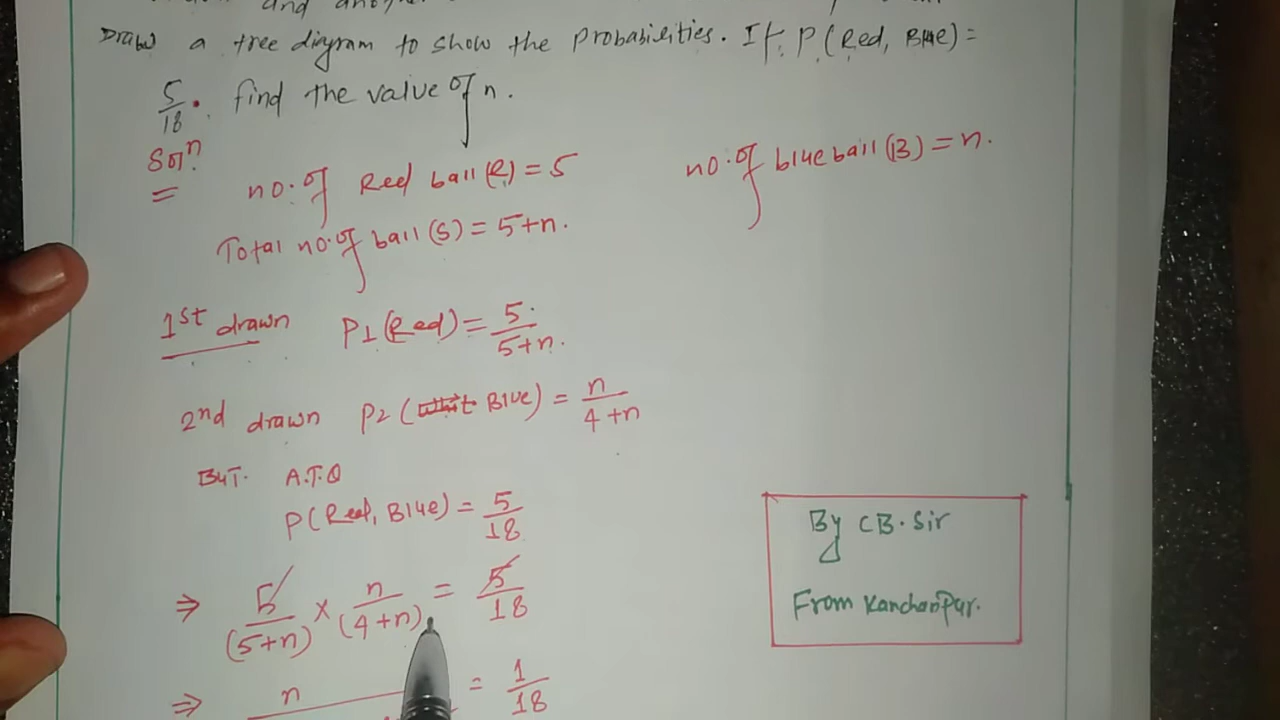 and another
Draw a tree diagram to show the probabilities. If P(Red, Blue) =
5/18. find the value of n.
Solⁿ
= no. of Red ball (R) = 5
no. of blue ball (B) = n.
Total no. of ball (S) = 5+n.
1st drawn P1 (Red) = 5/5+n.
2nd drawn P2 (Blue) = n/4+n
But. A.T.Q
P(Red, Blue) = 5/18
⇒ 5/(5+n) × n/(4+n) = 5/18
⇒ n = 1/18
By CB. Sir
From Kanchanpur.